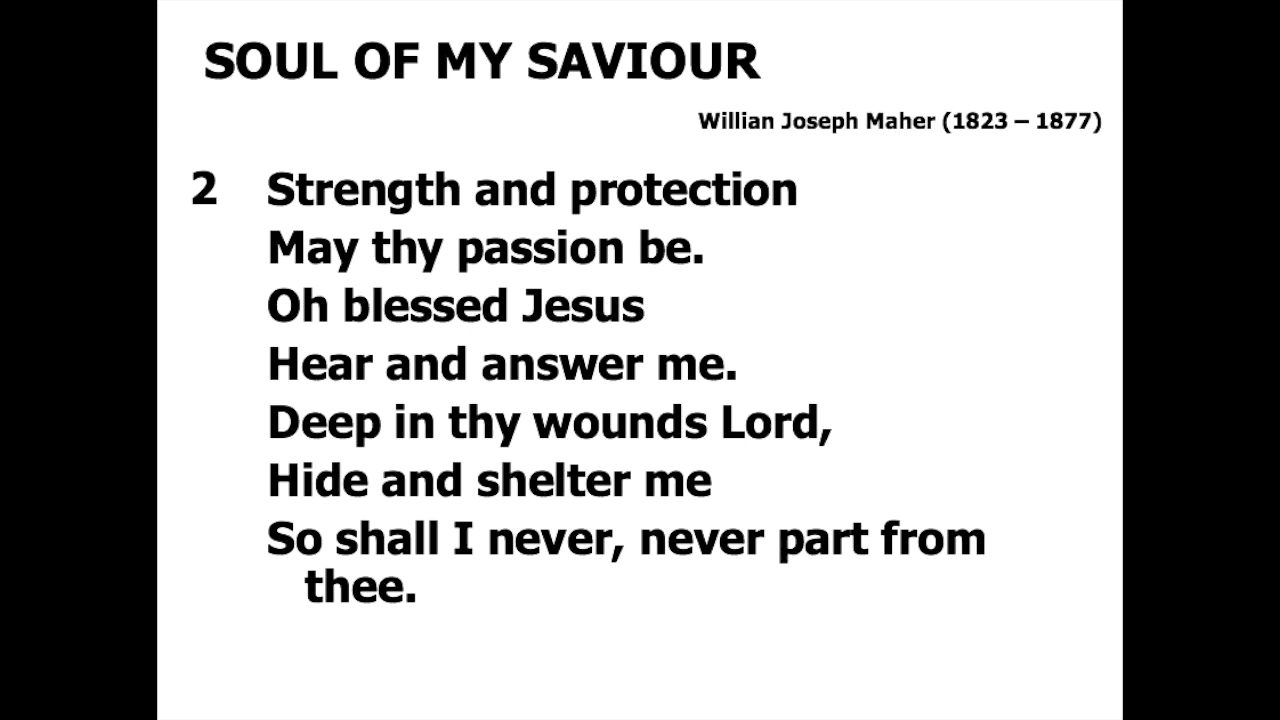 SOUL OF MY SAVIOUR
Willian Joseph Maher (1823 – 1877)
2 Strength and protection
May thy passion be.
Oh blessed Jesus
Hear and answer me.
Deep in thy wounds Lord,
Hide and shelter me
So shall I never, never part from
thee.